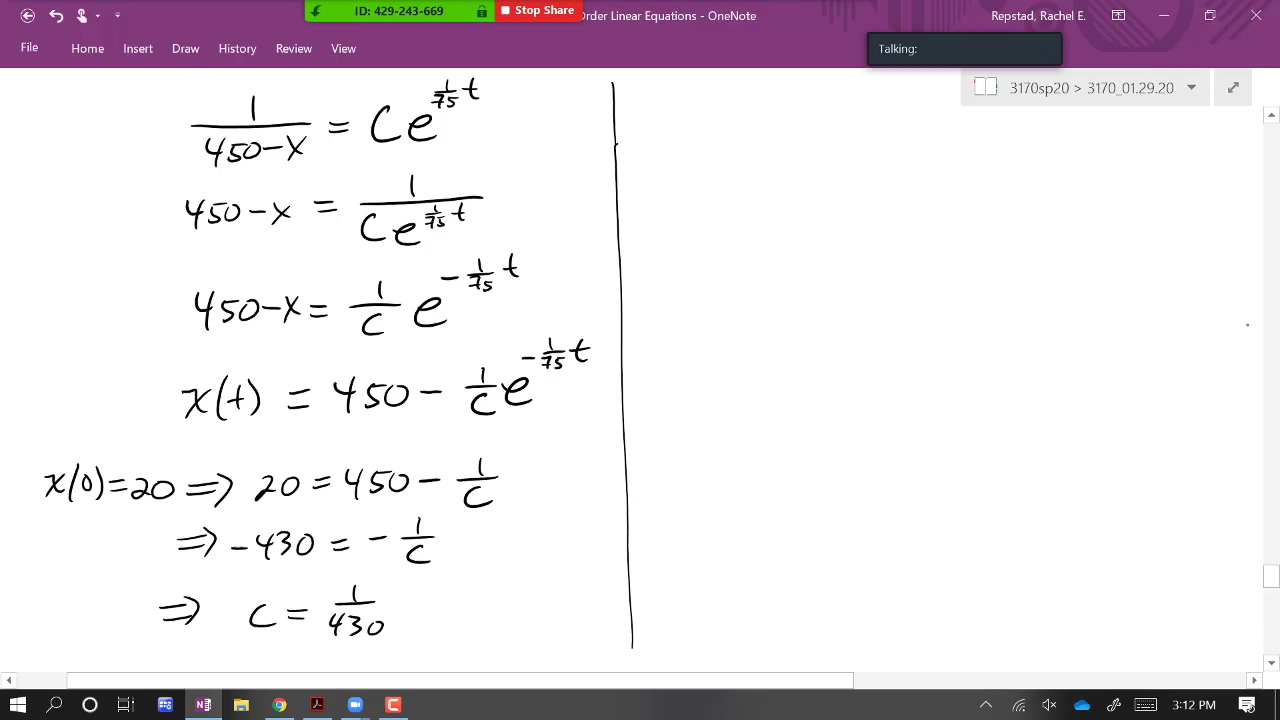 ID: 429-243-669
Stop Share
Order Linear Equations - OneNote
Repstad, Rachel E.
File Home Insert Draw History Review View
Talking:
3170sp20 > 3170_01.29.20
1/(450-x) = Ce^(1/75 t)
450-x = 1/(Ce^(1/75 t))
450-x = 1/C e^(-1/75 t)
x(t) = 450 - 1/C e^(-1/75 t)
x(0)=20 ⇒ 20 = 450 - 1/C
⇒ -430 = - 1/C
⇒ C = 1/430
3:12 PM